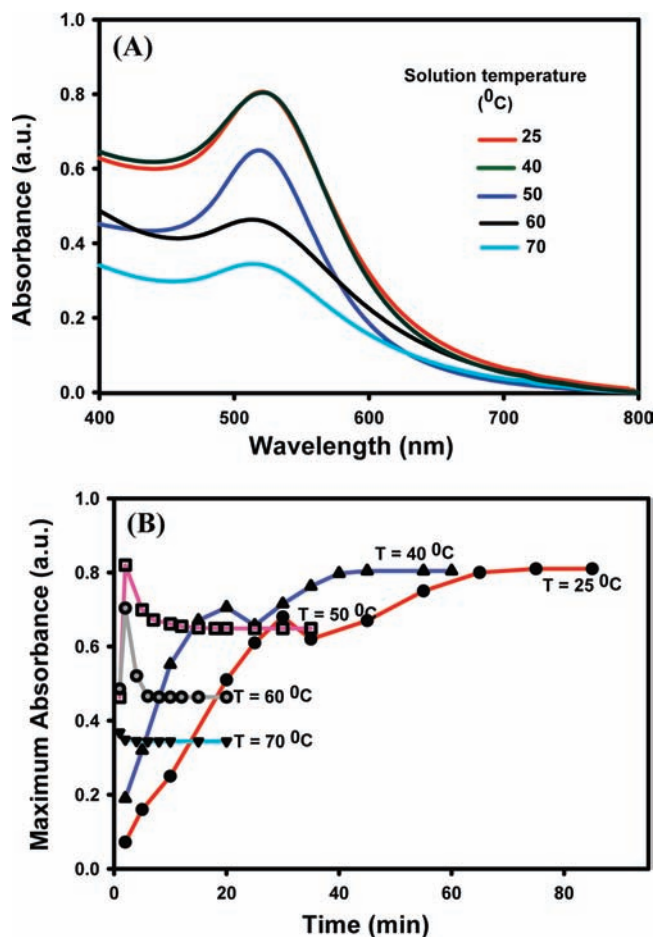 (A)
Solution temperature
(⁰C)
25
40
50
60
70
Absorbance (a.u.)
1.0
0.8
0.6
0.4
0.2
0.0
400 500 600 700 800
Wavelength (nm)
(B)
Maximum Absorbance (a.u.)
1.0
0.8
0.6
0.4
0.2
0.0
T = 40 ⁰C
T = 25 ⁰C
T = 50 ⁰C
T = 60 ⁰C
T = 70 ⁰C
0 20 40 60 80
Time (min)